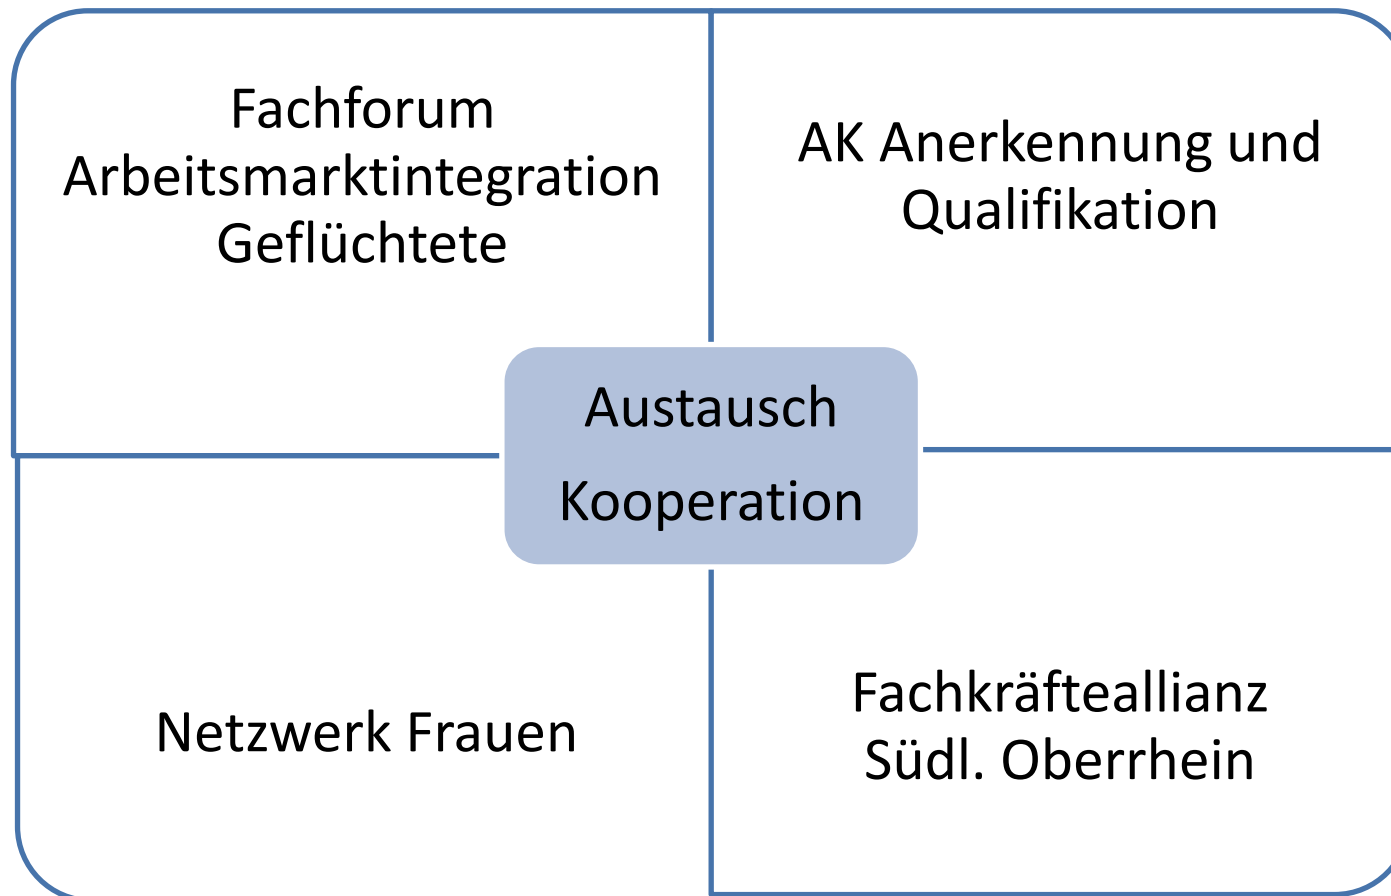 Fachforum
Arbeitsmarktintegration
Geflüchtete
AK Anerkennung und
Qualifikation
Austausch
Kooperation
Netzwerk Frauen
Fachkräfteallianz
Südl. Oberrhein